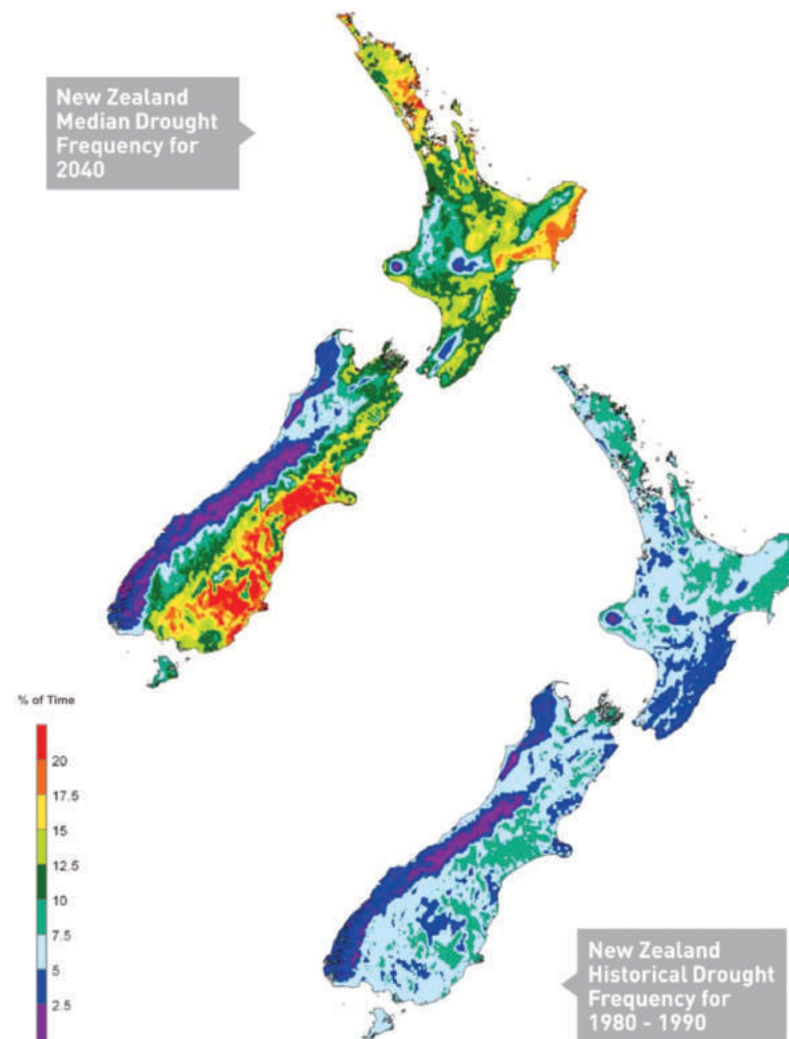 New Zealand
Median Drought
Frequency for
2040
% of Time
20
17.5
15
12.5
10
7.5
5
2.5
New Zealand
Historical Drought
Frequency for
1980 - 1990